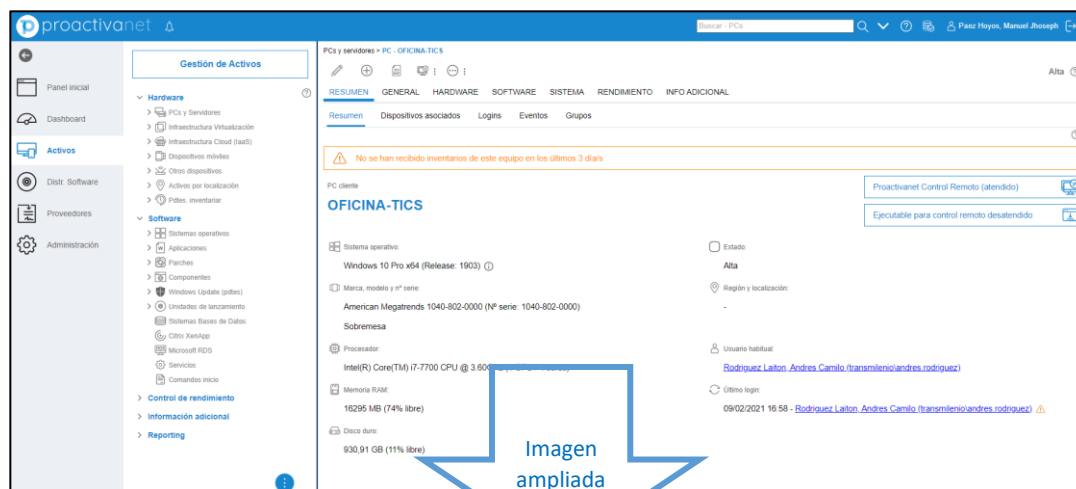 proactivanet
Buscar - PCs
Paez Hoyos, Manuel Jhoseph
Panel inicial
Dashboard
Activos
Distr. Software
Proveedores
Administración
Gestión de Activos
Hardware
PCs y Servidores
Infraestructura Virtualización
Infraestructura Cloud (IaaS)
Dispositivos móviles
Otros dispositivos
Activos por localización
Pdtes. inventariar
Software
Sistemas operativos
Aplicaciones
Parches
Componentes
Windows Update (pdtes)
Unidades de lanzamiento
Sistemas Bases de Datos
Citrix XenApp
Microsoft RDS
Servicios
Comandos inicio
Control de rendimiento
Información adicional
Reporting
PCs y servidores > PC - OFICINA-TICS
Alta
RESUMEN GENERAL HARDWARE SOFTWARE SISTEMA RENDIMIENTO INFO ADICIONAL
Resumen Dispositivos asociados Logins Eventos Grupos
No se han recibido inventarios de este equipo en los últimos 3 día/s
PC cliente
OFICINA-TICS
Proactivanet Control Remoto (atendido)
Ejecutable para control remoto desatendido
Sistema operativo:
Windows 10 Pro x64 (Release: 1903)
Marca, modelo y nº serie:
American Megatrends 1040-802-0000 (Nº serie: 1040-802-0000)
Sobremesa
Procesador:
Intel(R) Core(TM) i7-7700 CPU @ 3.60
Memoria RAM:
16295 MB (74% libre)
Disco duro:
930,91 GB (11% libre)
Estado:
Alta
Región y localización:
-
Usuario habitual:
Rodriguez Laiton, Andres Camilo (transmilenio\andres.rodriguez)
Último login:
09/02/2021 16:58 - Rodriguez Laiton, Andres Camilo (transmilenio\andres.rodriguez)
Imagen
ampliada